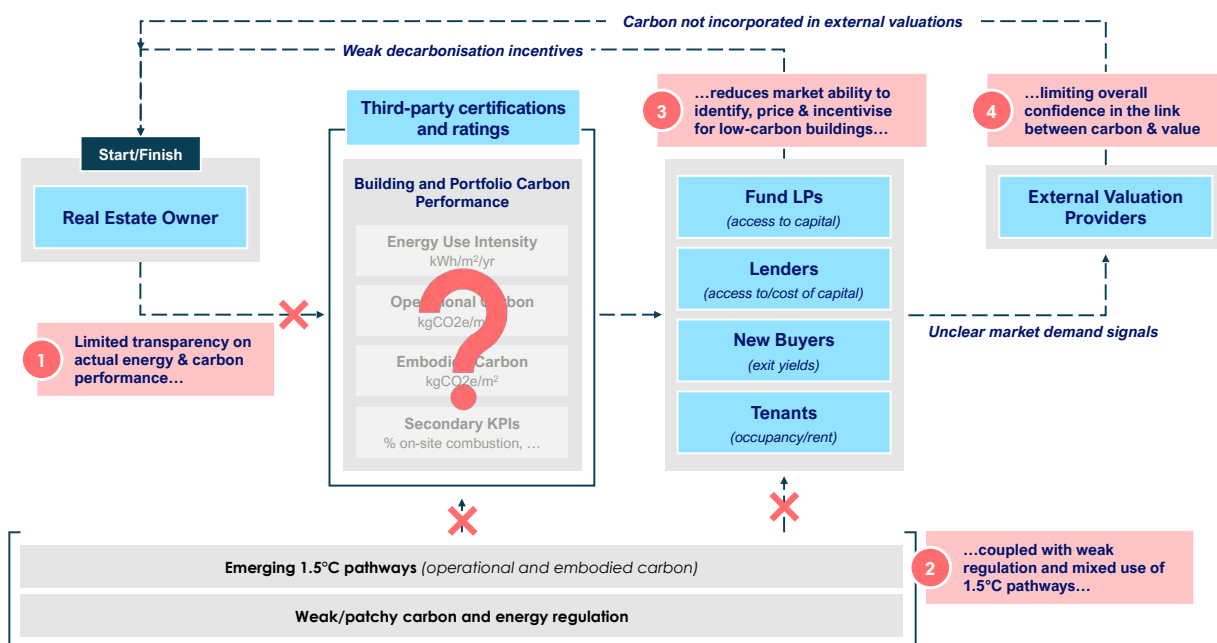 Carbon not incorporated in external valuations
Weak decarbonisation incentives
3
…reduces market ability to
identify, price & incentivise
for low-carbon buildings…
4
…limiting overall
confidence in the link
between carbon & value
Third-party certifications
and ratings
Start/Finish
Real Estate Owner
Building and Portfolio Carbon
Performance
Energy Use Intensity
kWh/m²/yr
Operational Carbon
kgCO2e/m²
Embodied Carbon
kgCO2e/m²
Secondary KPIs
% on-site combustion, …
?
Fund LPs
(access to capital)
Lenders
(access to/cost of capital)
New Buyers
(exit yields)
Tenants
(occupancy/rent)
External Valuation
Providers
Unclear market demand signals
1
Limited transparency on
actual energy & carbon
performance…
Emerging 1.5°C pathways (operational and embodied carbon)
Weak/patchy carbon and energy regulation
2
…coupled with weak
regulation and mixed use of
1.5°C pathways…